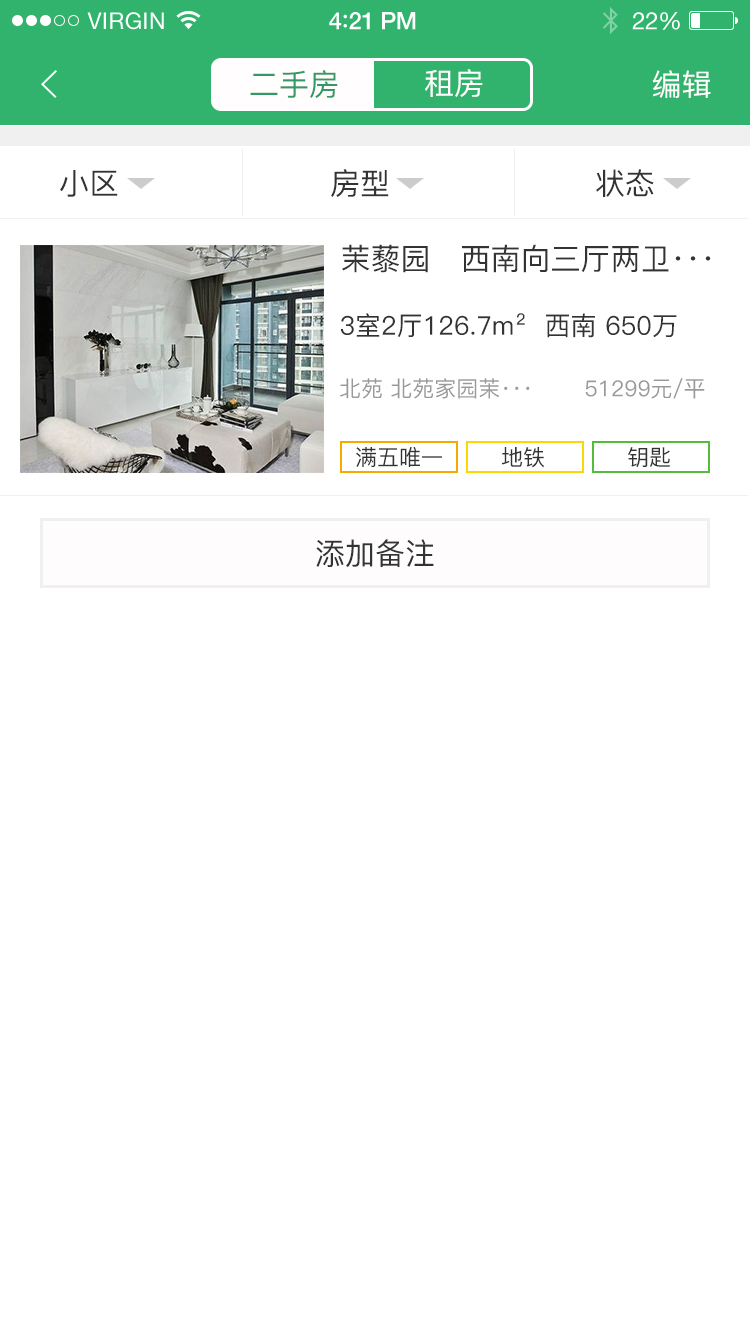 VIRGIN 4:21 PM 22%
二手房 租房 编辑
小区 房型 状态
茉藜园 西南向三厅两卫···
3室2厅126.7m² 西南 650万
北苑 北苑家园茉··· 51299元/平
满五唯一 地铁 钥匙
添加备注